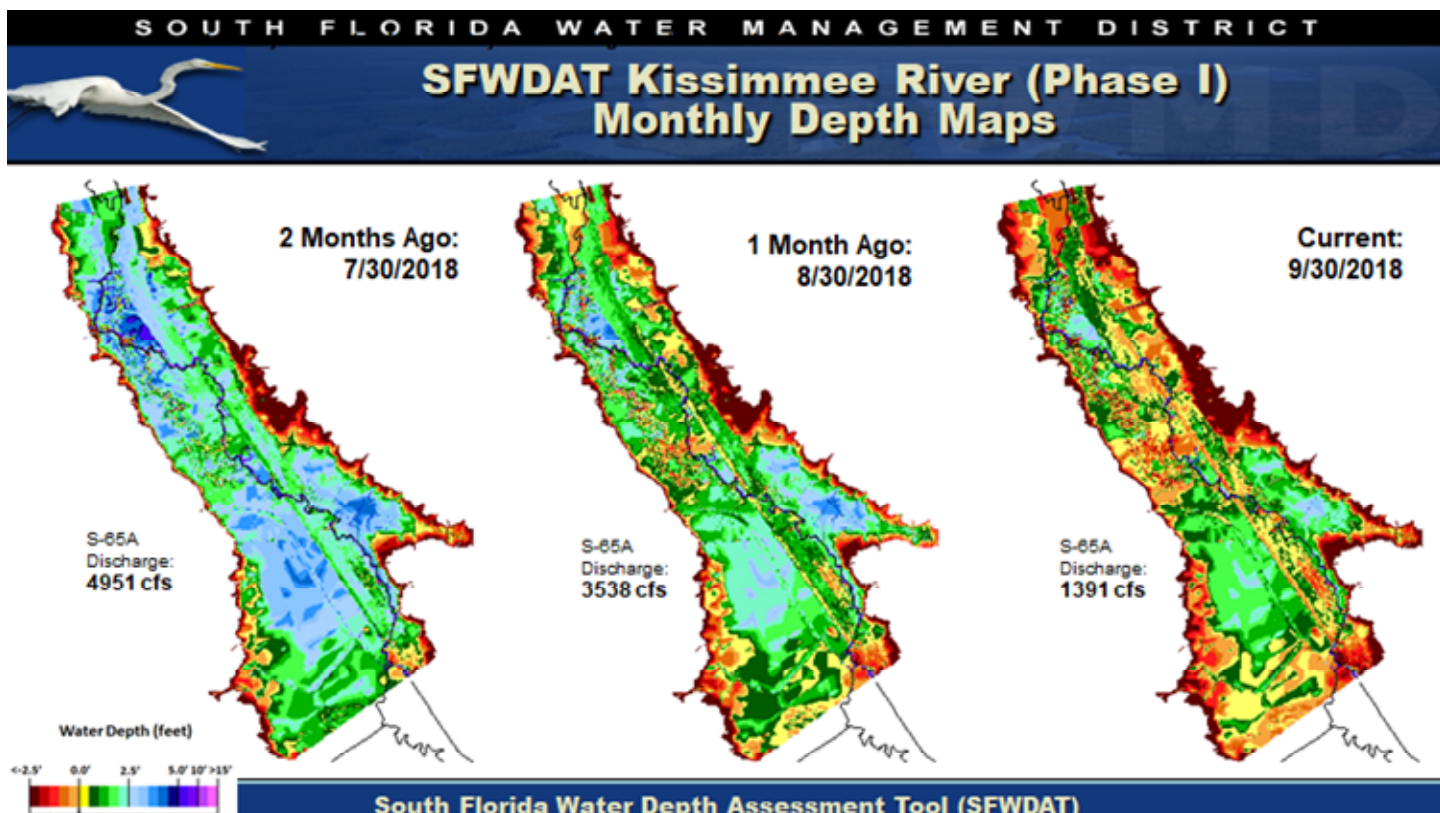 SOUTH FLORIDA WATER MANAGEMENT DISTRICT
SFWDAT Kissimmee River (Phase I)
Monthly Depth Maps
2 Months Ago:
7/30/2018
1 Month Ago:
8/30/2018
Current:
9/30/2018
S-65A
Discharge:
4951 cfs
S-65A
Discharge:
3538 cfs
S-65A
Discharge:
1391 cfs
Water Depth (feet)
<-2.5' 0.0' 2.5' 5.0' 10' >15'
South Florida Water Depth Assessment Tool (SFWDAT)